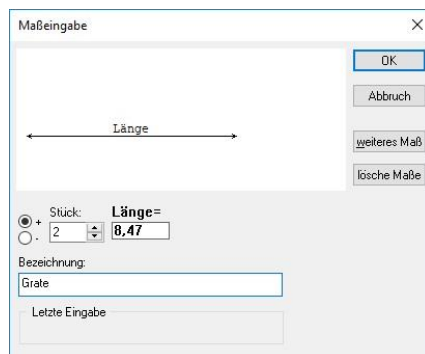 Maßeingabe
OK
Abbruch
Länge
weiteres Maß
lösche Maße
+ Stück: Länge=
- 2 8,47
Bezeichnung:
Grate
Letzte Eingabe